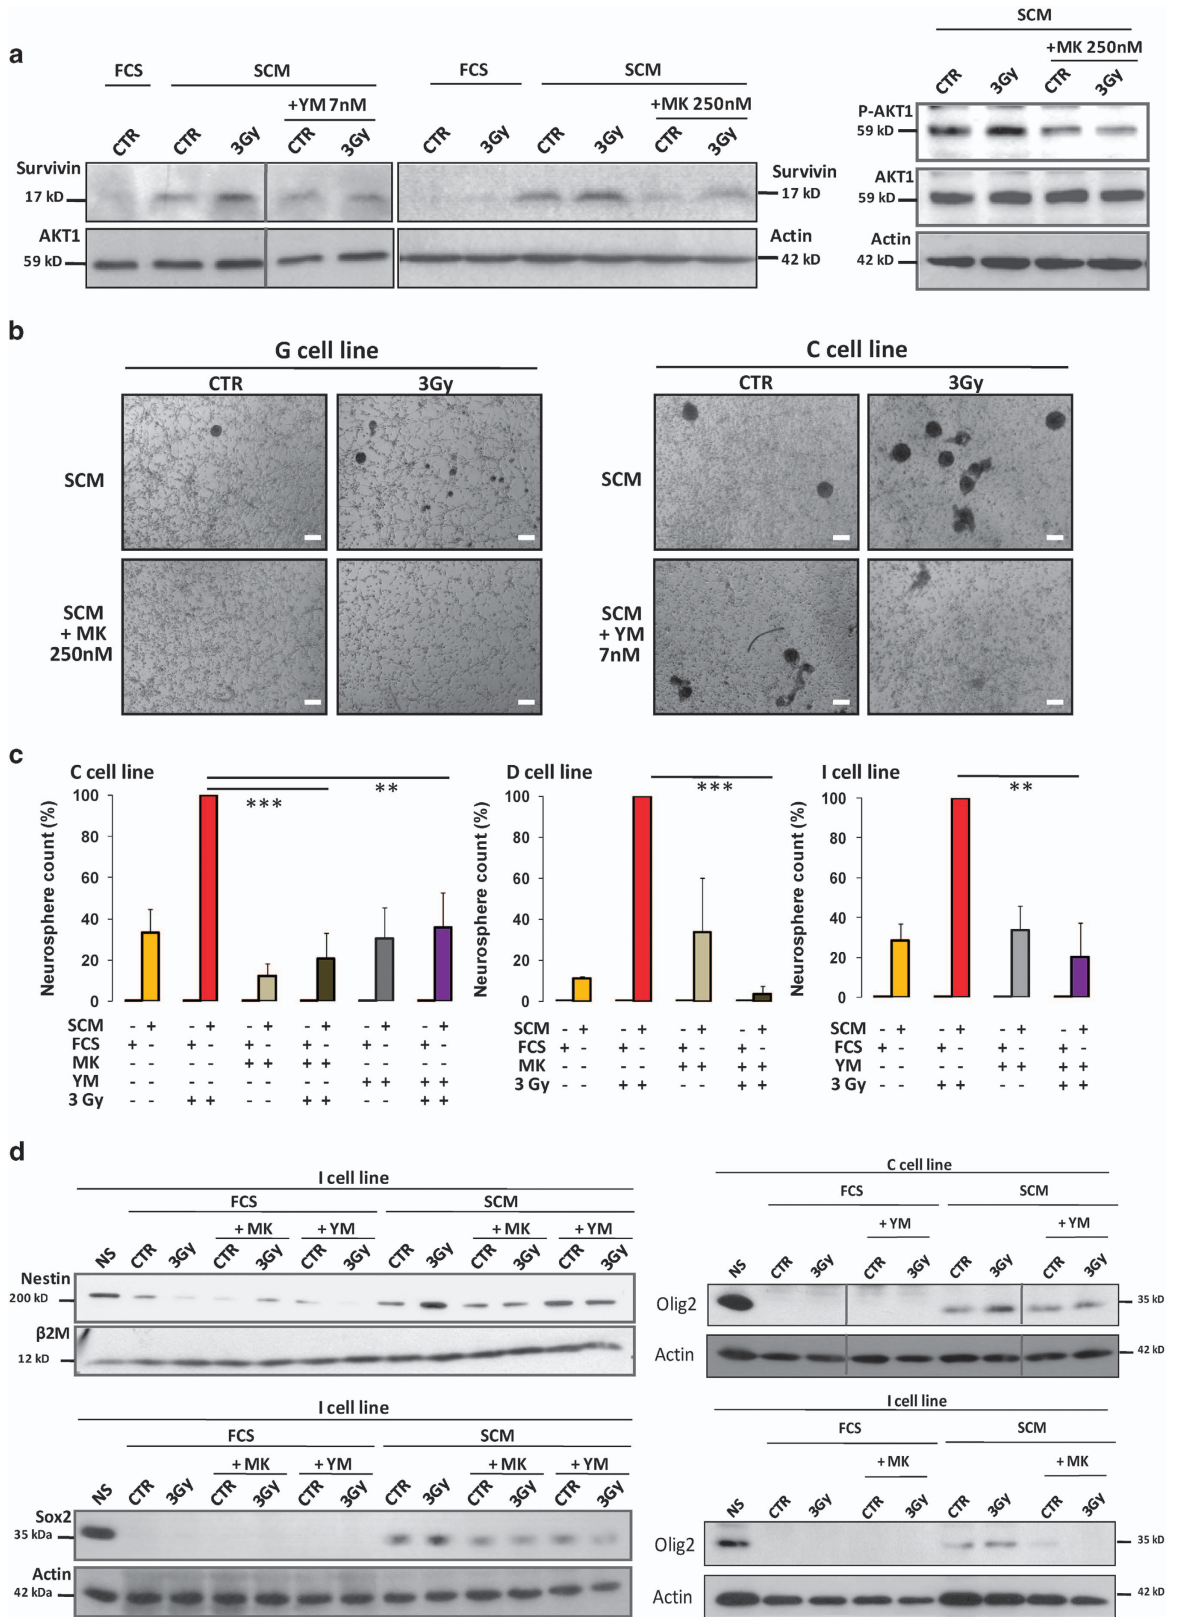 a
FCS SCM
+YM 7nM
CTR CTR 3Gy CTR 3Gy
Survivin
17 kD
AKT1
59 kD
FCS SCM
+MK 250nM
CTR 3Gy CTR 3Gy CTR 3Gy
Survivin
17 kD
Actin
42 kD
SCM
+MK 250nM
CTR 3Gy CTR 3Gy
P-AKT1
59 kD
AKT1
59 kD
Actin
42 kD
b
G cell line
CTR 3Gy
SCM
SCM
+ MK
250nM
C cell line
CTR 3Gy
SCM
SCM
+ YM
7nM
c
C cell line
Neurosphere count (%)
100
80
60
40
20
0
***
**
SCM - + - + - + - + - + - +
FCS + - + - + - + - + - + -
MK - - - - + + + + - - - -
YM - - - - - - - - + + + +
3 Gy - - + + - - + + - - + +
D cell line
Neurosphere count (%)
100
80
60
40
20
0
***
SCM - + - + - + - +
FCS + - + - + - + -
MK - - - - + + + +
3 Gy - - + + - - + +
I cell line
Neurosphere count (%)
100
80
60
40
20
0
**
SCM - + - + - + - +
FCS + - + - + - + -
YM - - - - + + + +
3 Gy - - + + - - + +
d
I cell line
FCS SCM
+ MK + YM + MK + YM
NS CTR 3Gy CTR 3Gy CTR 3Gy CTR 3Gy CTR 3Gy CTR 3Gy
Nestin
200 kD
β2M
12 kD
C cell line
FCS SCM
+ YM + YM
NS CTR 3Gy CTR 3Gy CTR 3Gy CTR 3Gy
Olig2 35 kD
Actin 42 kD
I cell line
FCS SCM
+ MK + YM + MK + YM
NS CTR 3Gy CTR 3Gy CTR 3Gy CTR 3Gy CTR 3Gy CTR 3Gy
Sox2
35 kDa
Actin
42 kDa
I cell line
FCS SCM
+ MK + MK
NS CTR 3Gy CTR 3Gy CTR 3Gy CTR 3Gy
Olig2 35 kD
Actin 42 kD